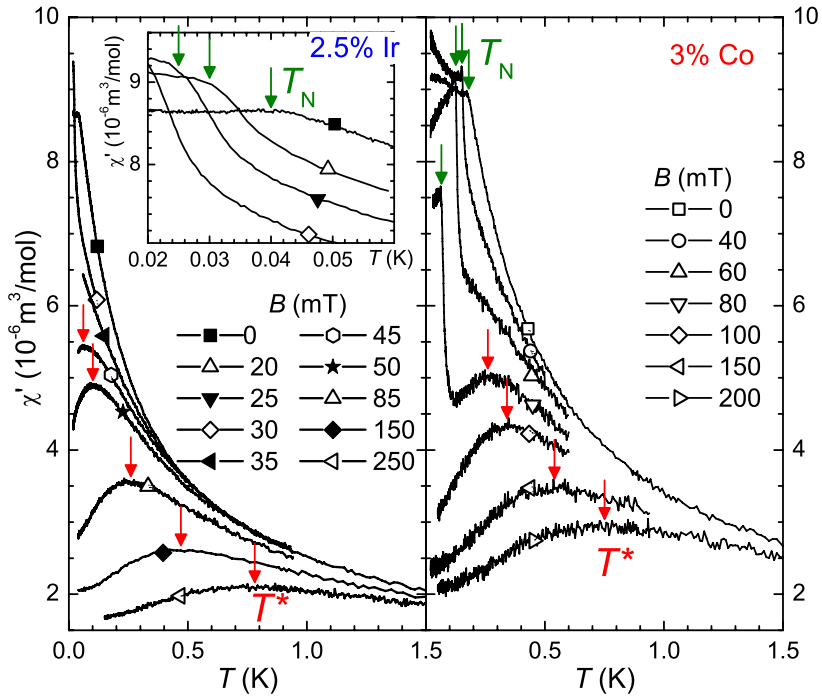 10
8
6
4
2
χ' (10⁻⁶m³/mol)
0.0
0.5
1.0
1.5
T (K)
2.5% Ir
T_N
9
8
χ' (10⁻⁶m³/mol)
0.02 0.03 0.04 0.05 T (K)
B (mT)
0 45
20 50
25 85
30 150
35 250
T*
3% Co
T_N
B (mT)
0
40
60
80
100
150
200
T*
0.5
1.0
1.5
T (K)
10
8
6
4
2